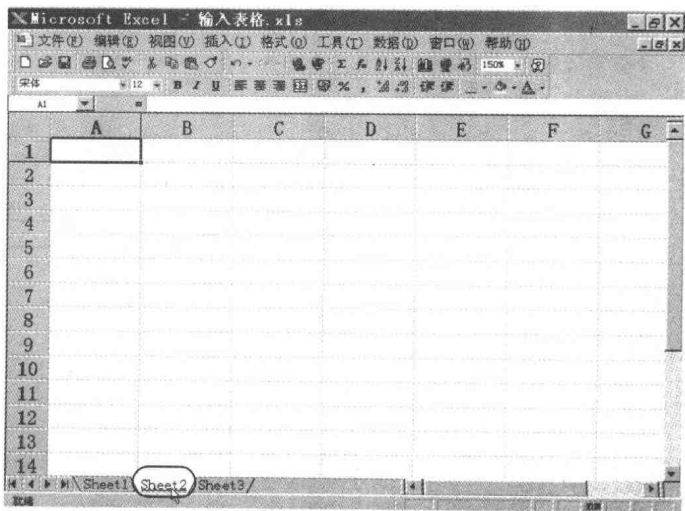 Microsoft Excel - 输入表格.xls
文件(F) 编辑(E) 视图(V) 插入(I) 格式(O) 工具(T) 数据(D) 窗口(W) 帮助(H)
150%
宋体 12 B I U % ,
A1 =
A B C D E F G
1
2
3
4
5
6
7
8
9
10
11
12
13
14
Sheet1 Sheet2 Sheet3
就绪